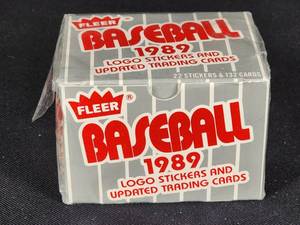 FLEER®
BASEBALL
1989
LOGO STICKERS AND
UPDATED TRADING CARDS
22 STICKERS & 132 CARDS
FLEER®
BASEBALL
1989
LOGO STICKERS AND
UPDATED TRADING CARDS